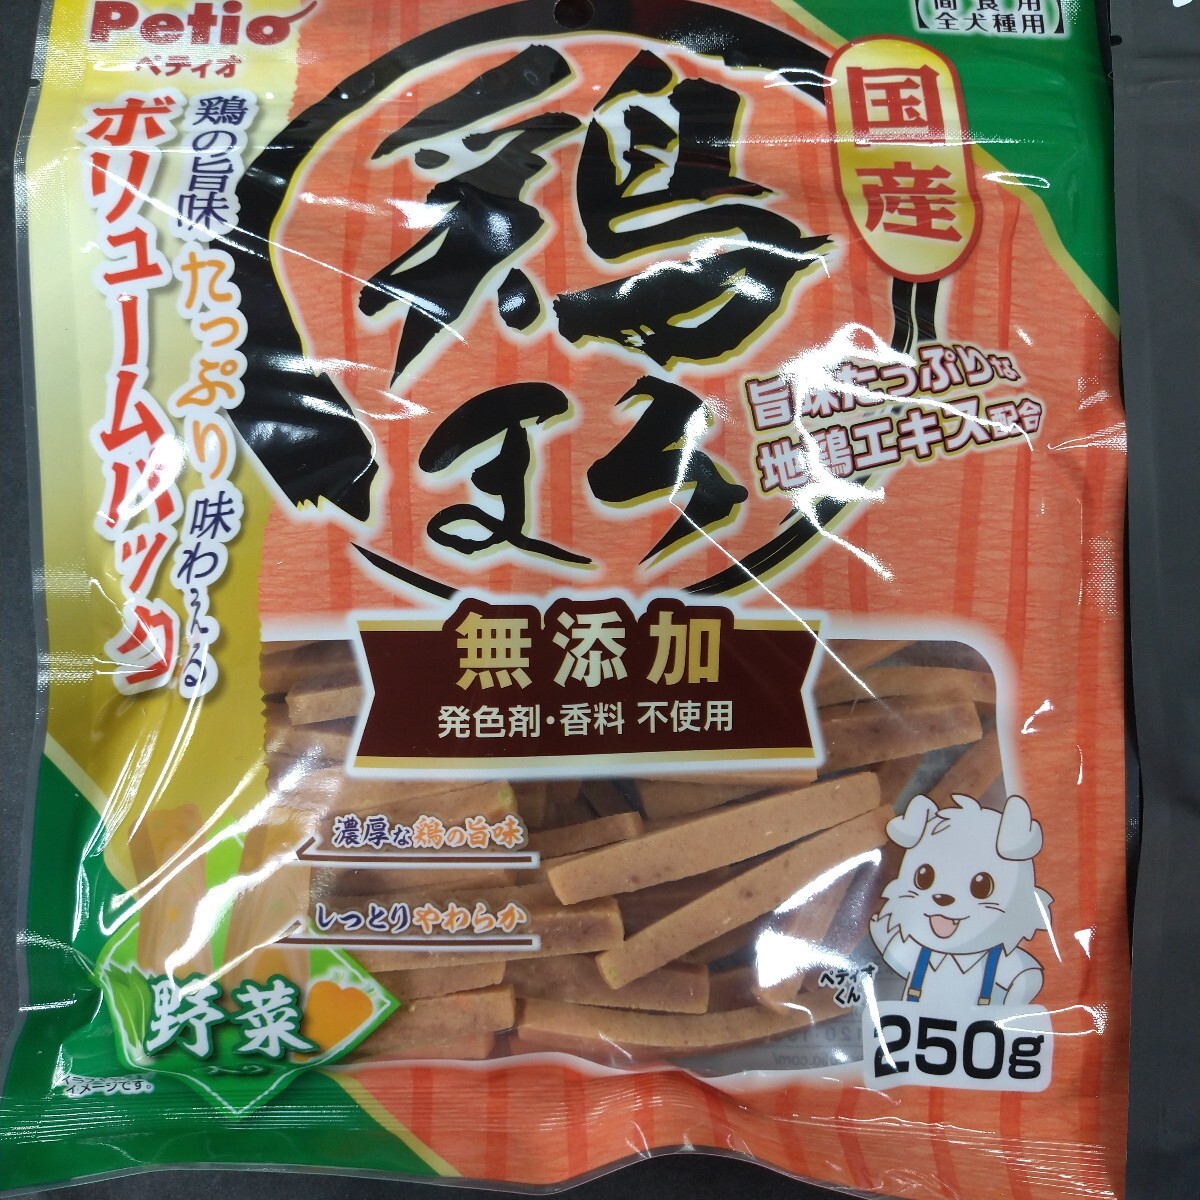 Petio
ペティオ
間食用
全犬種用
国産
鶏の旨味たっぷり味わえる
ボリュームパック
鶏
ほろ
旨味たっぷりな
地鶏エキス配合
無添加
発色剤・香料 不使用
濃厚な鶏の旨味
しっとりやわらか
野菜
ペティオ
くん
250g
イメージです。